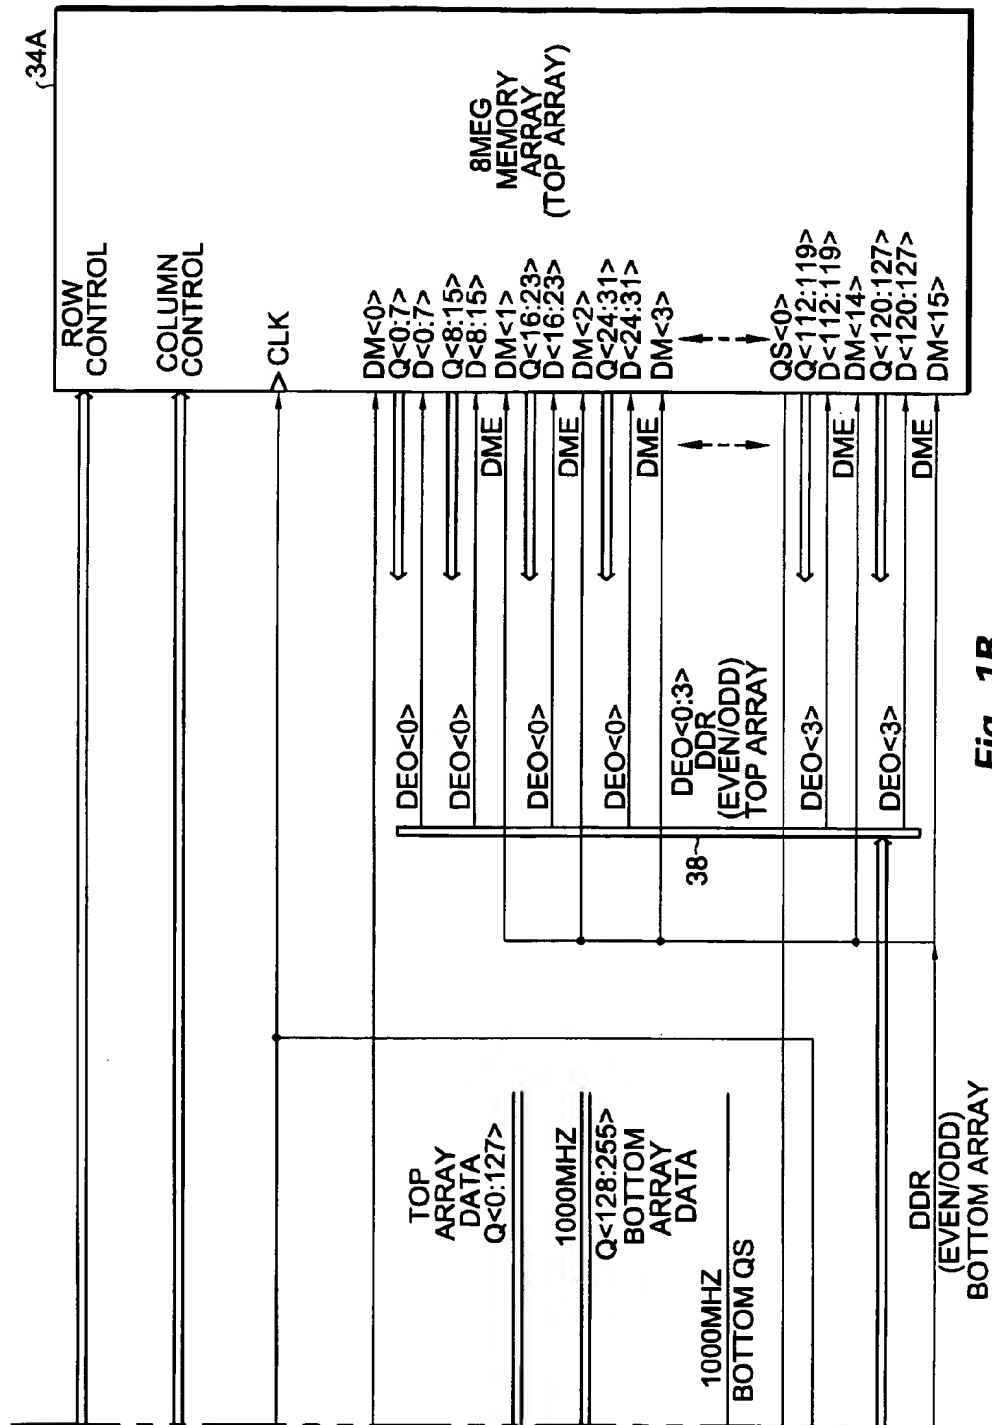 34A
ROW
CONTROL
COLUMN
CONTROL
CLK
8MEG
MEMORY
ARRAY
(TOP ARRAY)
DM<0>
Q<0:7>
D<0:7>
Q<8:15>
D<8:15>
DM<1>
Q<16:23>
D<16:23>
DM<2>
Q<24:31>
D<24:31>
DM<3>
QS<0>
Q<112:119>
D<112:119>
DM<14>
Q<120:127>
D<120:127>
DM<15>
DME
DME
DME
DME
DME
DEO<0>
DEO<0>
DEO<0>
DEO<0>
DEO<0:3>
DDR
(EVEN/ODD)
TOP ARRAY
DEO<3>
DEO<3>
38
TOP
ARRAY
DATA
Q<0:127>
1000MHZ
Q<128:255>
BOTTOM
ARRAY
DATA
1000MHZ
BOTTOM QS
DDR
(EVEN/ODD)
BOTTOM ARRAY
Fig. 1B